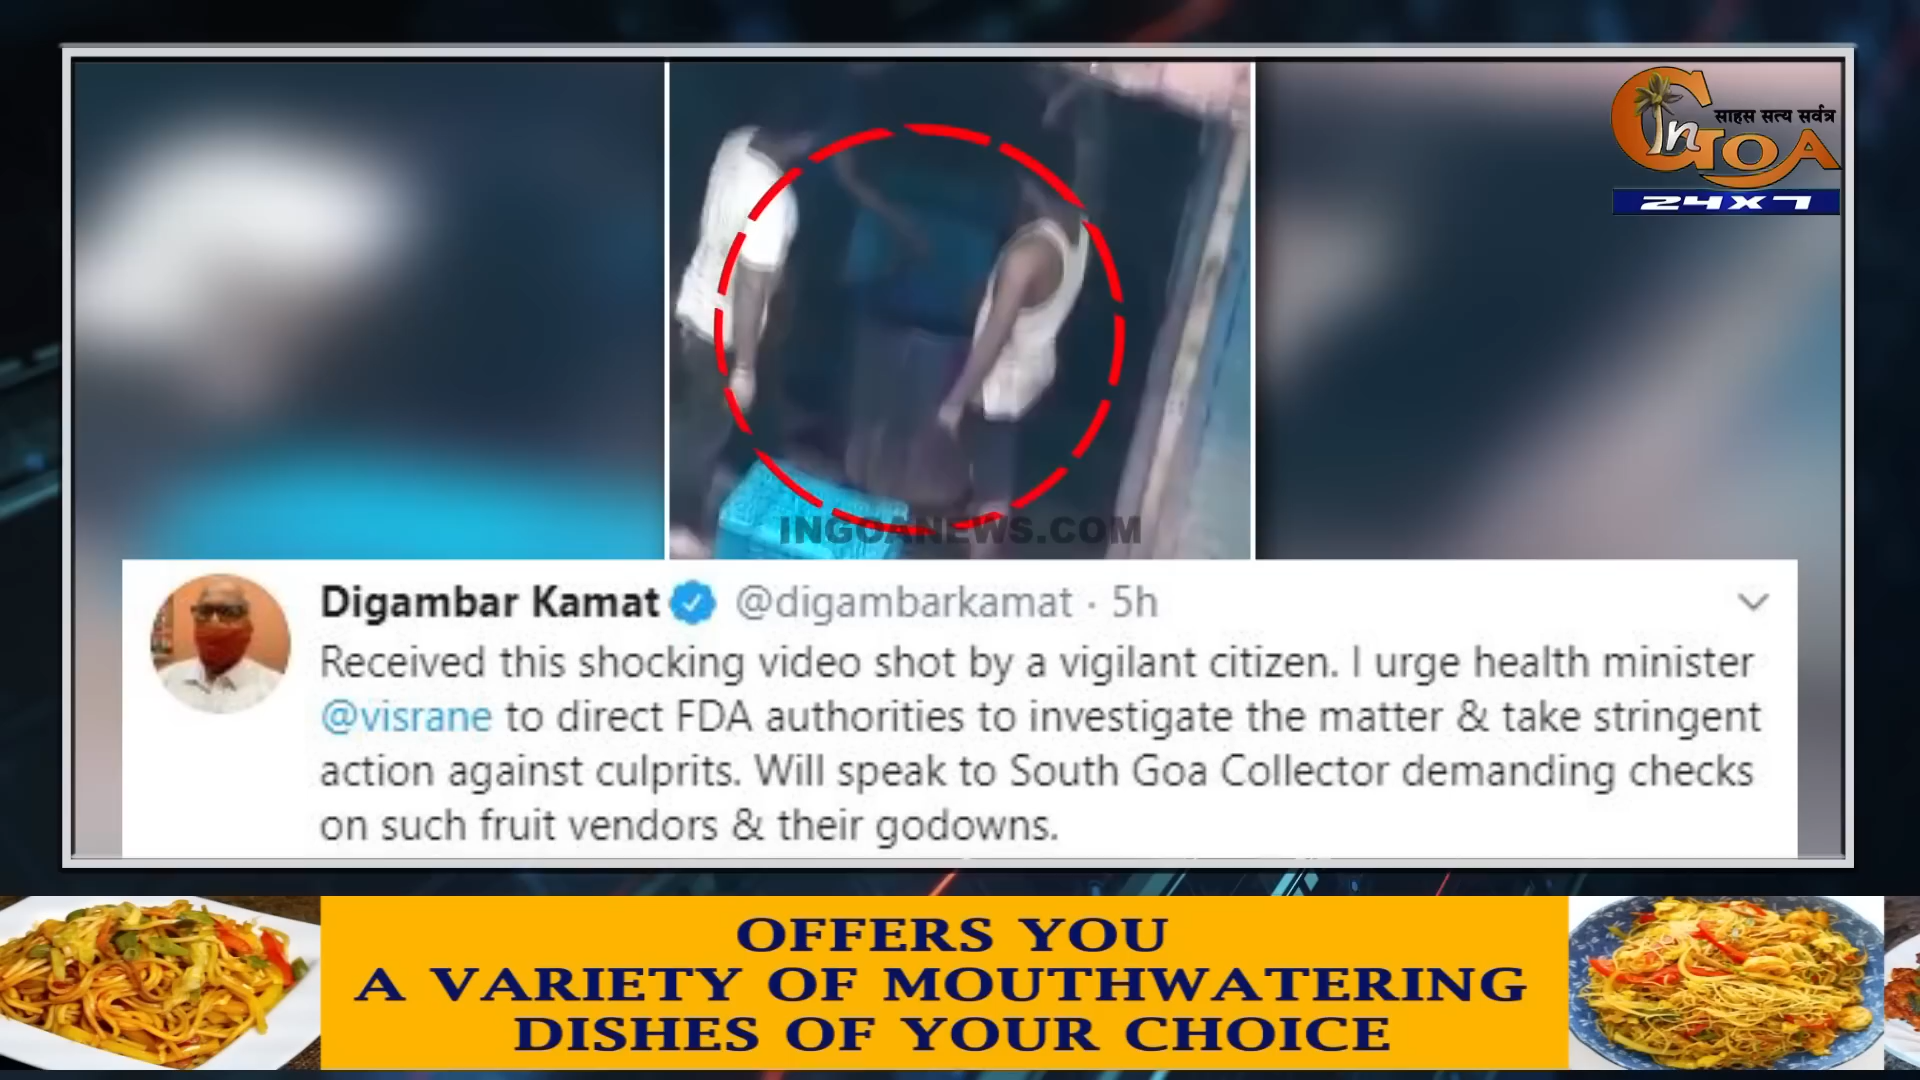 साहस सत्य सर्वत्र
In GOA
24x7
INGOANEWS.COM
Digambar Kamat @digambarkamat · 5h
Received this shocking video shot by a vigilant citizen. I urge health minister
@visrane to direct FDA authorities to investigate the matter & take stringent
action against culprits. Will speak to South Goa Collector demanding checks
on such fruit vendors & their godowns.
OFFERS YOU
A VARIETY OF MOUTHWATERING
DISHES OF YOUR CHOICE